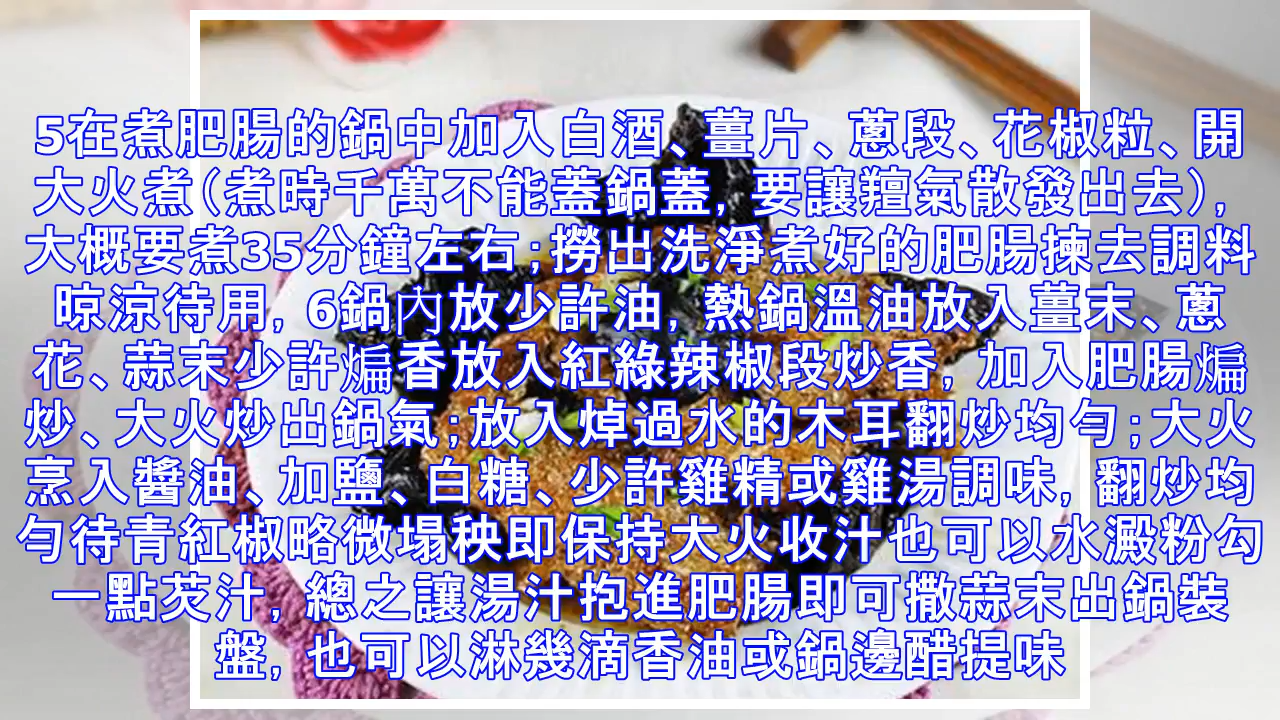 5在煮肥腸的鍋中加入白酒、薑片、蔥段、花椒粒、開
大火煮(煮時千萬不能蓋鍋蓋，要讓羶氣散發出去)，
大概要煮35分鐘左右;撈出洗淨煮好的肥腸揀去調料
晾涼待用，6鍋內放少許油，熱鍋溫油放入薑末、蔥
花、蒜末少許煸香放入紅綠辣椒段炒香，加入肥腸煸
炒、大火炒出鍋氣;放入焯過水的木耳翻炒均勻;大火
烹入醬油、加鹽、白糖、少許雞精或雞湯調味，翻炒均
勻待青紅椒略微塌秧即保持大火收汁也可以水澱粉勾
一點芡汁，總之讓湯汁抱進肥腸即可撒蒜末出鍋裝
盤，也可以淋幾滴香油或鍋邊醋提味